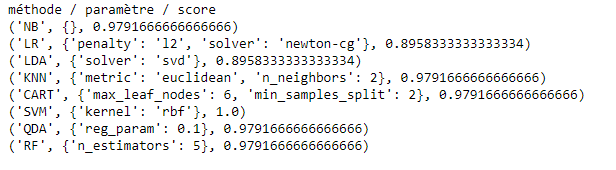 méthode / paramètre / score
('NB', {}, 0.9791666666666666)
('LR', {'penalty': 'l2', 'solver': 'newton-cg'}, 0.8958333333333334)
('LDA', {'solver': 'svd'}, 0.8958333333333334)
('KNN', {'metric': 'euclidean', 'n_neighbors': 2}, 0.9791666666666666)
('CART', {'max_leaf_nodes': 6, 'min_samples_split': 2}, 0.9791666666666666)
('SVM', {'kernel': 'rbf'}, 1.0)
('QDA', {'reg_param': 0.1}, 0.9791666666666666)
('RF', {'n_estimators': 5}, 0.9791666666666666)